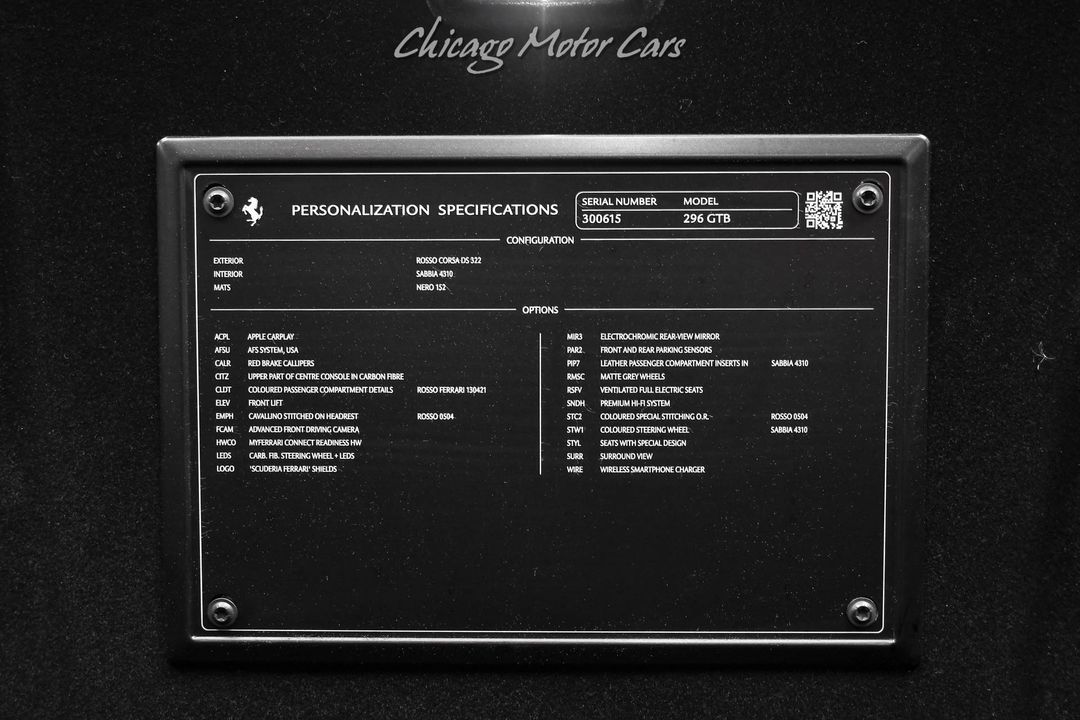 Chicago Motor Cars
PERSONALIZATION SPECIFICATIONS
SERIAL NUMBER MODEL
300615 296 GTB
CONFIGURATION
EXTERIOR ROSSO CORSA DS 322
INTERIOR SABBIA 4310
MATS NERO 152
OPTIONS
ACPL APPLE CARPLAY
AFSU AFS SYSTEM, USA
CALR RED BRAKE CALLIPERS
CITZ UPPER PART OF CENTRE CONSOLE IN CARBON FIBRE
CLDT COLOURED PASSENGER COMPARTMENT DETAILS ROSSO FERRARI 130421
ELEV FRONT LIFT
EMPH CAVALLINO STITCHED ON HEADREST ROSSO 0504
FCAM ADVANCED FRONT DRIVING CAMERA
HWCO MYFERRARI CONNECT READINESS HW
LEDS CARB. FIB. STEERING WHEEL + LEDS
LOGO 'SCUDERIA FERRARI' SHIELDS
MIR3 ELECTROCHROMIC REAR-VIEW MIRROR
PAR2 FRONT AND REAR PARKING SENSORS
PIP7 LEATHER PASSENGER COMPARTMENT INSERTS IN SABBIA 4310
RMSC MATTE GREY WHEELS
RSFV VENTILATED FULL ELECTRIC SEATS
SNDH PREMIUM HI-FI SYSTEM
STC2 COLOURED SPECIAL STITCHING O.R. ROSSO 0504
STW1 COLOURED STEERING WHEEL SABBIA 4310
STYL SEATS WITH SPECIAL DESIGN
SURR SURROUND VIEW
WIRE WIRELESS SMARTPHONE CHARGER